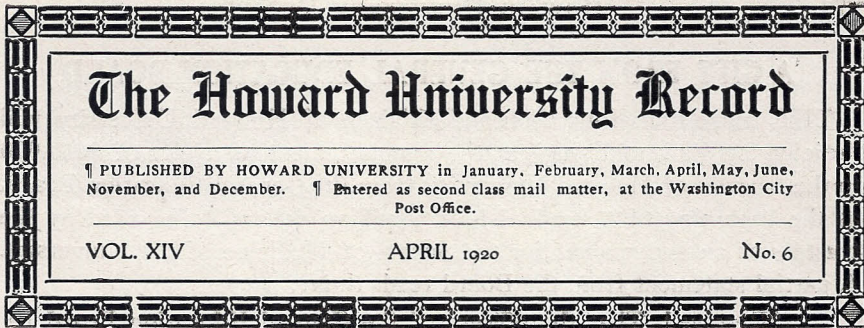 The Howard University Record
¶ PUBLISHED BY HOWARD UNIVERSITY in January, February, March, April, May, June,
November, and December. ¶ Entered as second class mail matter, at the Washington City
Post Office.
VOL. XIV APRIL 1920 No. 6